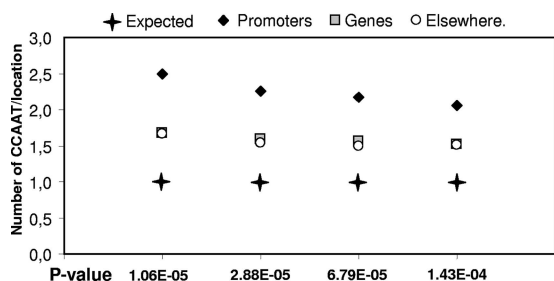 Expected Promoters Genes Elsewhere.
Number of CCAAT/location
3,0
2,5
2,0
1,5
1,0
0,5
0,0
P-value 1.06E-05 2.88E-05 6.79E-05 1.43E-04